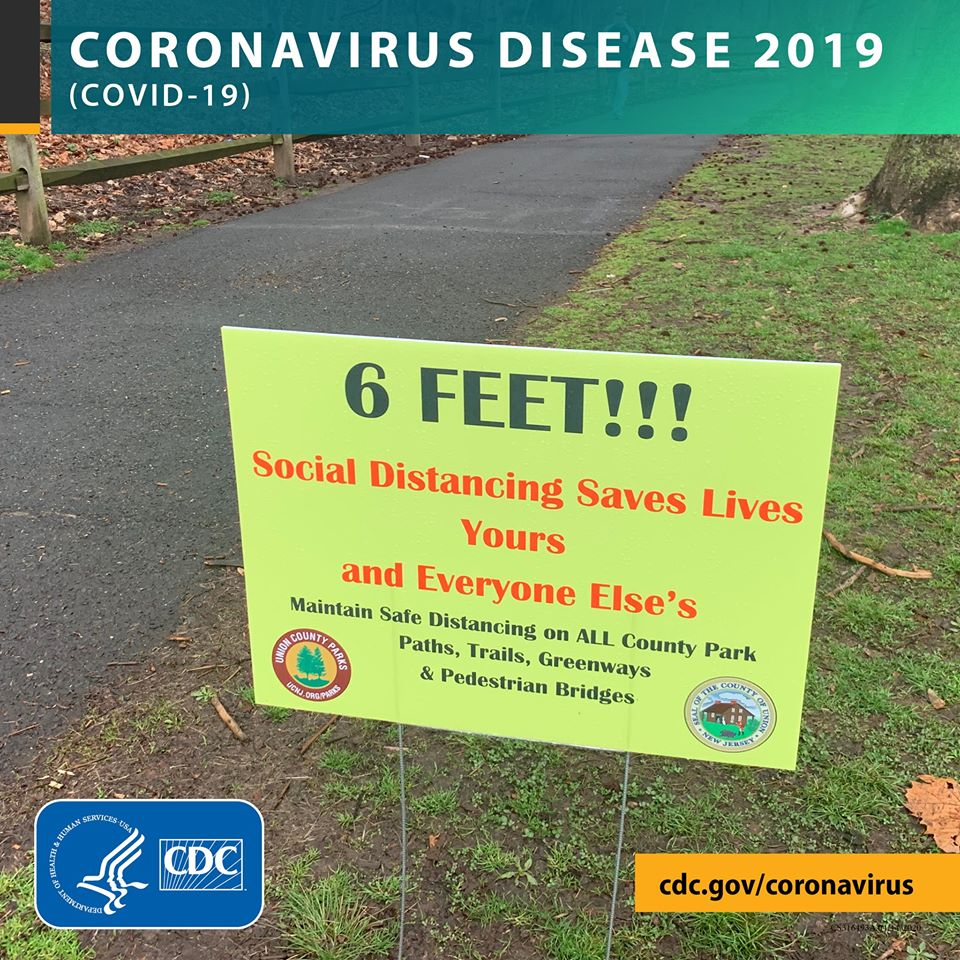 CORONAVIRUS DISEASE 2019
(COVID-19)
6 FEET!!!
Social Distancing Saves Lives
Yours
and Everyone Else's
Maintain Safe Distancing on ALL County Park
Paths, Trails, Greenways
& Pedestrian Bridges
UNION COUNTY PARKS
UCNJ.ORG/PARKS
SEAL OF THE COUNTY OF UNION
NEW JERSEY
DEPARTMENT OF HEALTH & HUMAN SERVICES·USA
CDC
cdc.gov/coronavirus